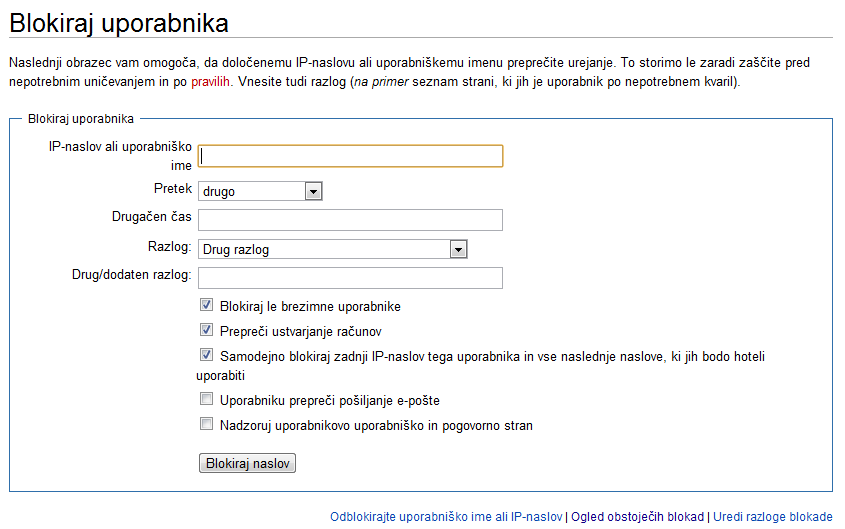 Blokiraj uporabnika
Naslednji obrazec vam omogoča, da določenemu IP-naslovu ali uporabniškemu imenu preprečite urejanje. To storimo le zaradi zaščite pred
nepotrebnim uničevanjem in po pravilih. Vnesite tudi razlog (na primer seznam strani, ki jih je uporabnik po nepotrebnem kvaril).
Blokiraj uporabnika
IP-naslov ali uporabniško
ime
Pretek drugo
Drugačen čas
Razlog: Drug razlog
Drug/dodaten razlog:
Blokiraj le brezimne uporabnike
Prepreči ustvarjanje računov
Samodejno blokiraj zadnji IP-naslov tega uporabnika in vse naslednje naslove, ki jih bodo hoteli
uporabiti
Uporabniku prepreči pošiljanje e-pošte
Nadzoruj uporabnikovo uporabniško in pogovorno stran
Blokiraj naslov
Odblokirajte uporabniško ime ali IP-naslov | Ogled obstoječih blokad | Uredi razloge blokade